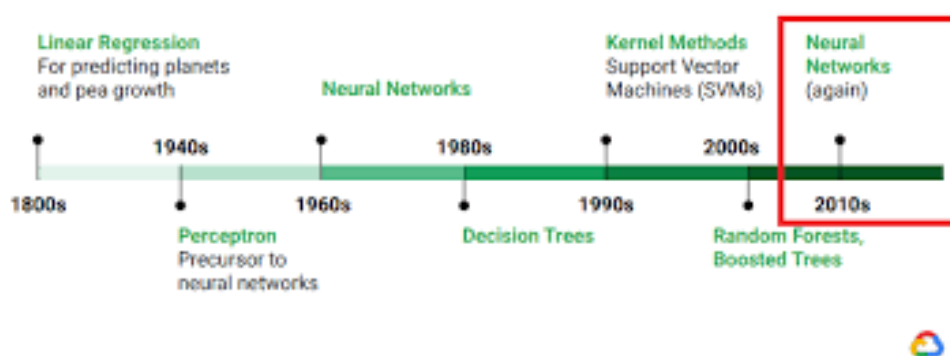 Linear Regression
For predicting planets
and pea growth
Neural Networks
Kernel Methods
Support Vector
Machines (SVMs)
Neural
Networks
(again)
1940s
1980s
2000s
1800s
1960s
1990s
2010s
Perceptron
Precursor to
neural networks
Decision Trees
Random Forests,
Boosted Trees